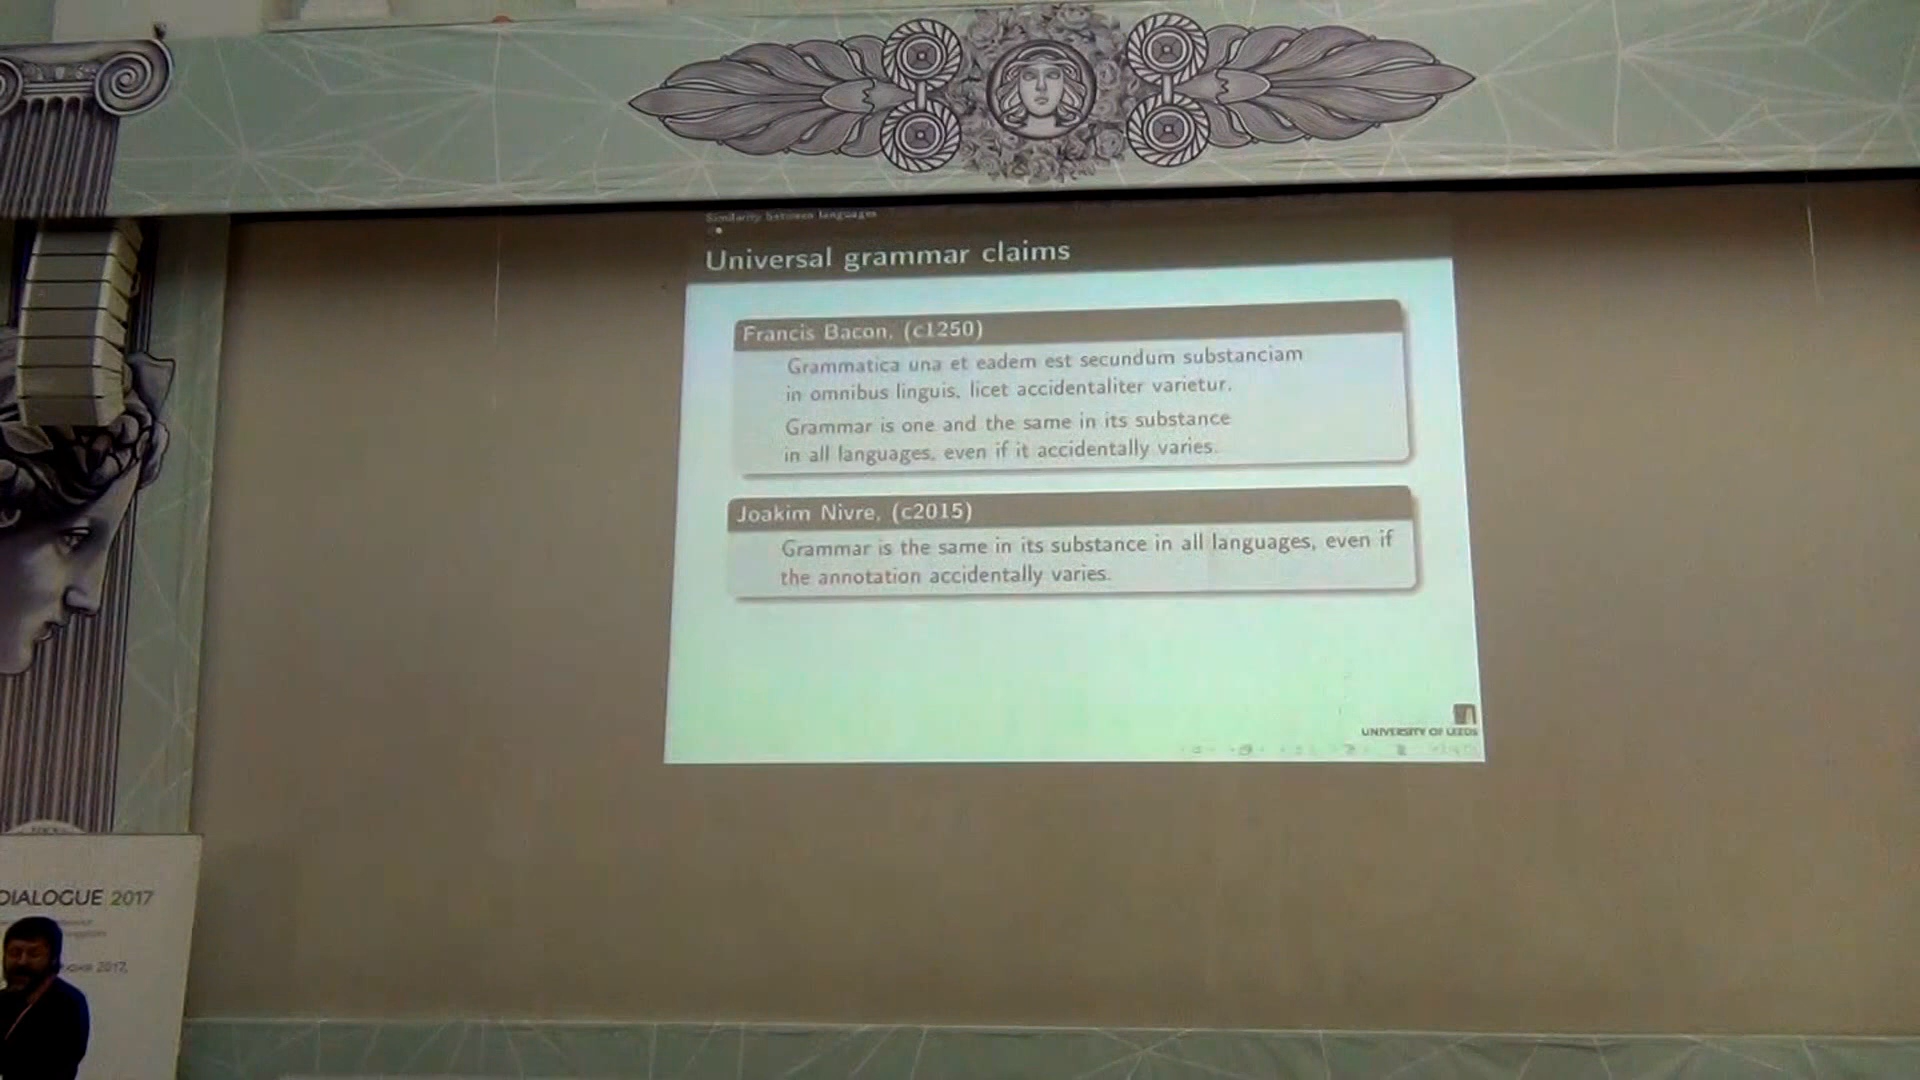 Similarity between languages
Universal grammar claims
Francis Bacon, (c1250)
Grammatica una et eadem est secundum substanciam
in omnibus linguis, licet accidentaliter varietur.
Grammar is one and the same in its substance
in all languages, even if it accidentally varies.
Joakim Nivre, (c2015)
Grammar is the same in its substance in all languages, even if
the annotation accidentally varies.
UNIVERSITY OF LEEDS
DIALOGUE 2017
2017,